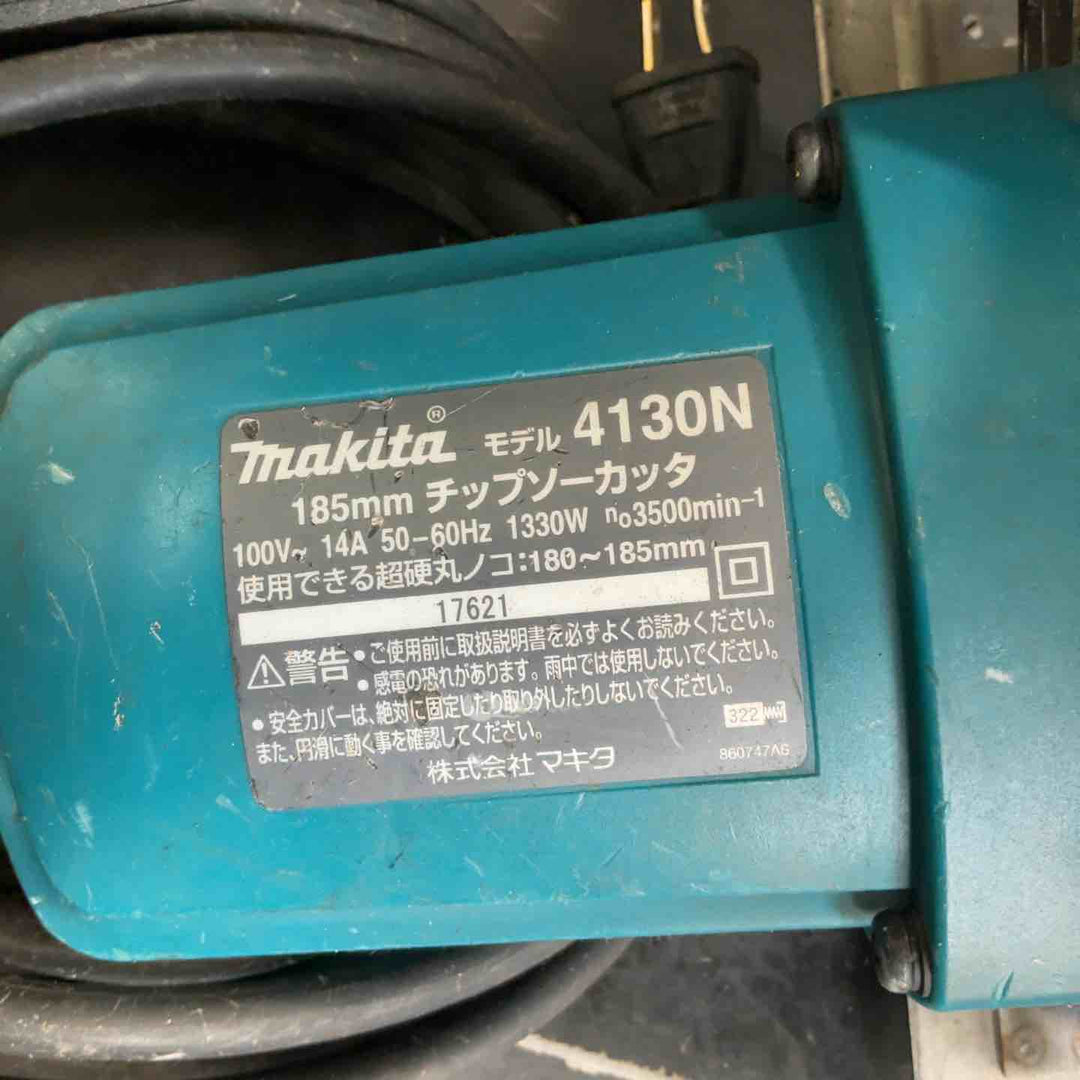 makita® モデル 4130N
185mm チップソーカッタ
100V~ 14A 50-60Hz 1330W n₀3500min-1
使用できる超硬丸ノコ:180~185mm
17621
警告 • ご使用前に取扱説明書を必ずよくお読みください。
• 感電の恐れがあります。雨中では使用しないでください。
• 安全カバーは、絶対に固定したり取り外したりしないでください。
また、円滑に動く事を確認してください。
322
株式会社 マキタ
860747A6